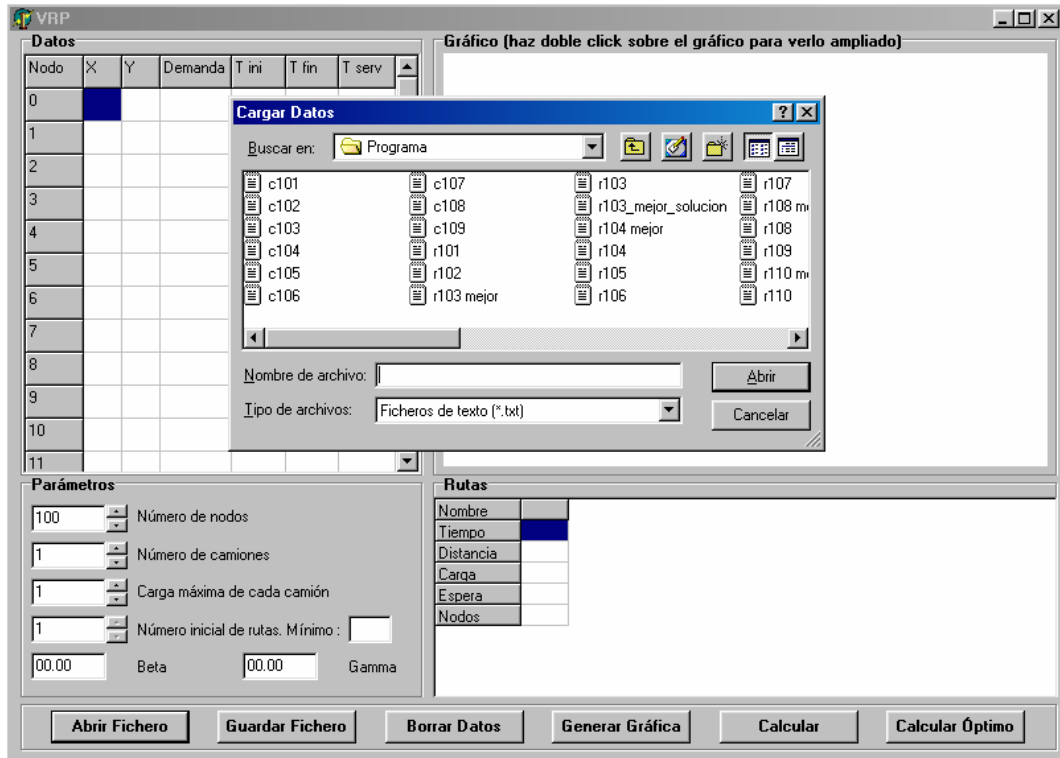 VRP
Datos
Nodo X Y Demanda T ini T fin T serv
0
1
2
3
4
5
6
7
8
9
10
11
Gráfico (haz doble click sobre el gráfico para verlo ampliado)
Cargar Datos
Buscar en: Programa
c101 c107 r103 r107
c102 c108 r103_mejor_solucion r108
c103 c109 r104 mejor r108
c104 r101 r104 r109
c105 r102 r105 r110
c106 r103 mejor r106 r110
Nombre de archivo: Abrir
Tipo de archivos: Ficheros de texto (*.txt) Cancelar
Parámetros
100 Número de nodos
1 Número de camiones
1 Carga máxima de cada camión
1 Número inicial de rutas. Mínimo :
00.00 Beta 00.00 Gamma
Rutas
Nombre
Tiempo
Distancia
Carga
Espera
Nodos
Abrir Fichero Guardar Fichero Borrar Datos Generar Gráfica Calcular Calcular Óptimo